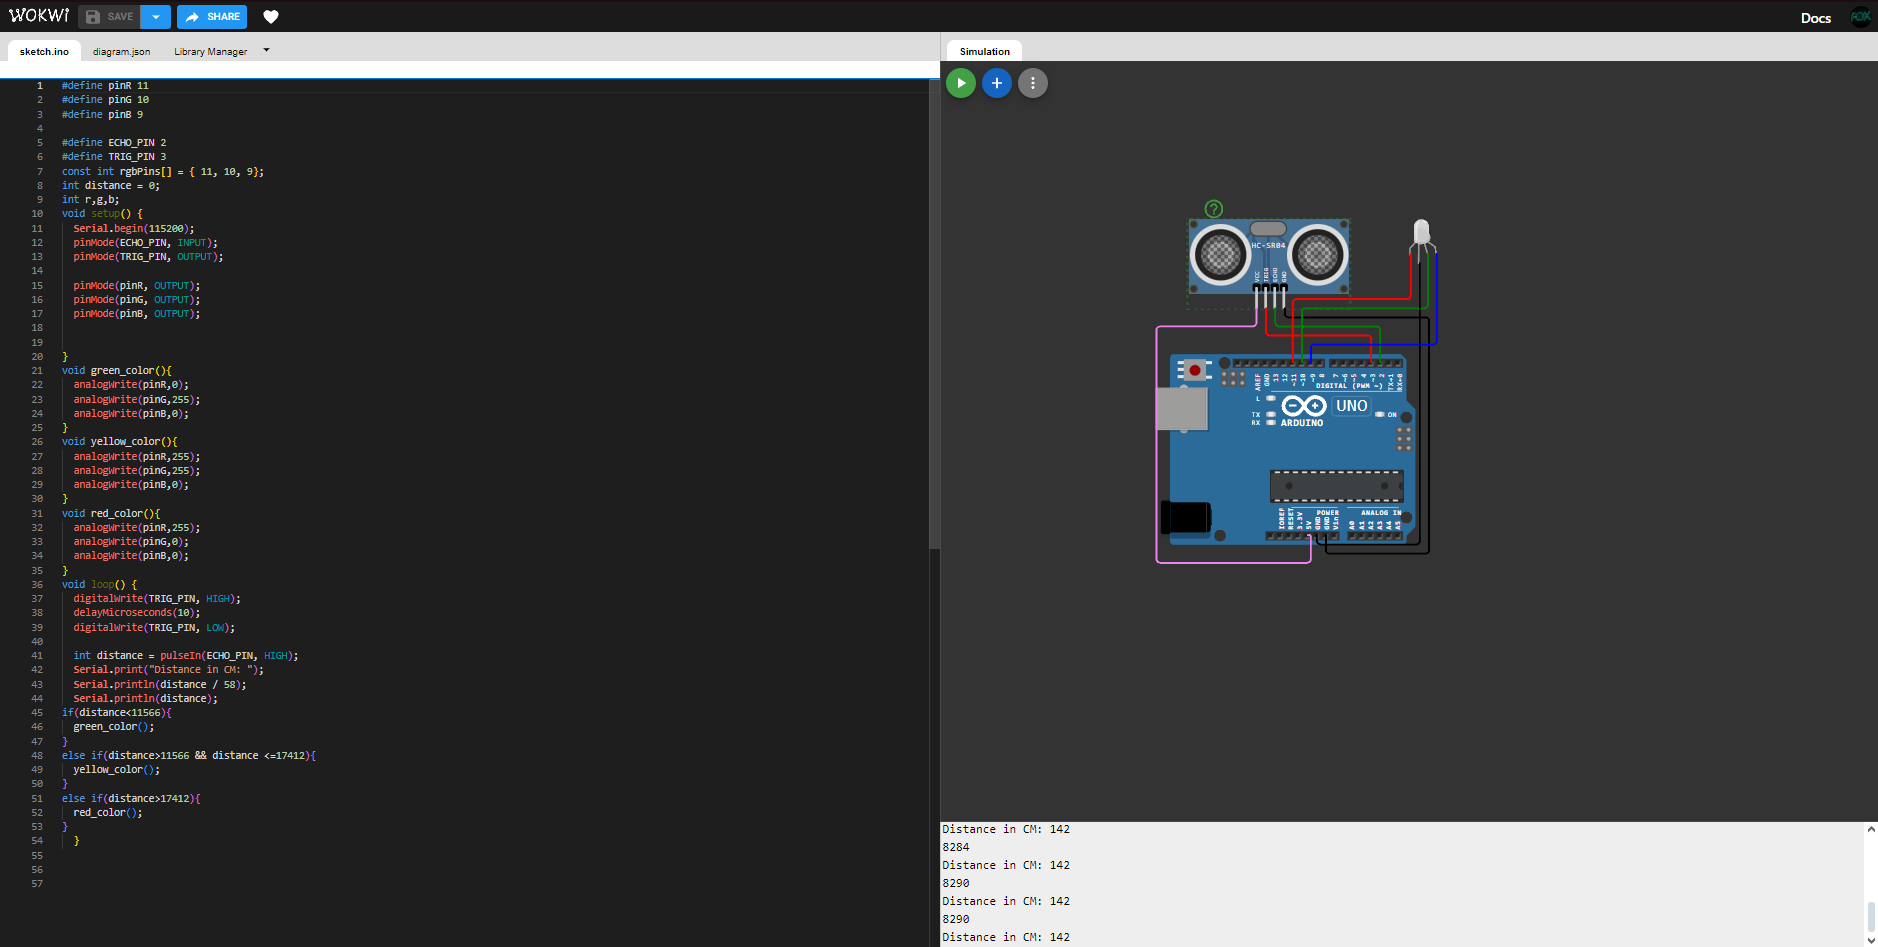 WOKWi
SAVE
SHARE
Docs
sketch.ino
diagram.json
Library Manager
Simulation
1 #define pinR 11
2 #define pinG 10
3 #define pinB 9
4
5 #define ECHO_PIN 2
6 #define TRIG_PIN 3
7 const int rgbPins[] = { 11, 10, 9};
8 int distance = 0;
9 int r,g,b;
10 void setup() {
11 Serial.begin(115200);
12 pinMode(ECHO_PIN, INPUT);
13 pinMode(TRIG_PIN, OUTPUT);
14
15 pinMode(pinR, OUTPUT);
16 pinMode(pinG, OUTPUT);
17 pinMode(pinB, OUTPUT);
18
19
20 }
21 void green_color(){
22 analogWrite(pinR,0);
23 analogWrite(pinG,255);
24 analogWrite(pinB,0);
25 }
26 void yellow_color(){
27 analogWrite(pinR,255);
28 analogWrite(pinG,255);
29 analogWrite(pinB,0);
30 }
31 void red_color(){
32 analogWrite(pinR,255);
33 analogWrite(pinG,0);
34 analogWrite(pinB,0);
35 }
36 void loop() {
37 digitalWrite(TRIG_PIN, HIGH);
38 delayMicroseconds(10);
39 digitalWrite(TRIG_PIN, LOW);
40
41 int distance = pulseIn(ECHO_PIN, HIGH);
42 Serial.print("Distance in CM: ");
43 Serial.println(distance / 58);
44 Serial.println(distance);
45 if(distance<11566){
46 green_color();
47 }
48 else if(distance>11566 && distance <=17412){
49 yellow_color();
50 }
51 else if(distance>17412){
52 red_color();
53 }
54 }
55
56
57
?
HC-SR04
VCC
TRIG
ECHO
GND
AREF
GND
13
12
~11
~10
~9
8
7
~6
~5
4
~3
2
TX→1
RX←0
DIGITAL (PWM ~)
L
TX
RX
UNO
ON
ARDUINO
IOREF
RESET
3.3V
5V
GND
GND
Vin
POWER
ANALOG IN
A0
A1
A2
A3
A4
A5
Distance in CM: 142
8284
Distance in CM: 142
8290
Distance in CM: 142
8290
Distance in CM: 142